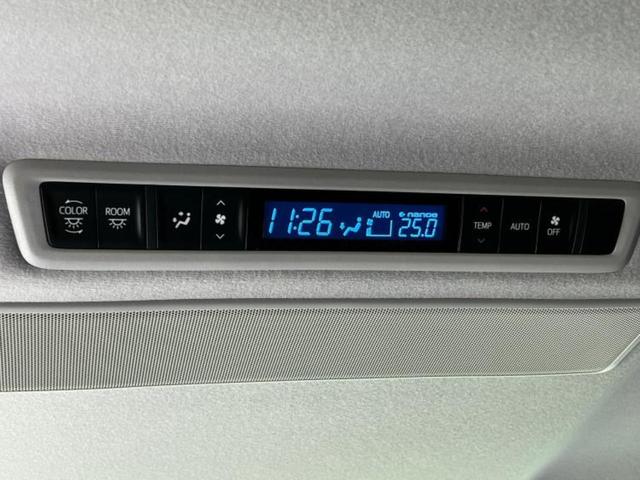 COLOR
ROOM
11:26
AUTO
nanoe
25.0
TEMP
AUTO
OFF